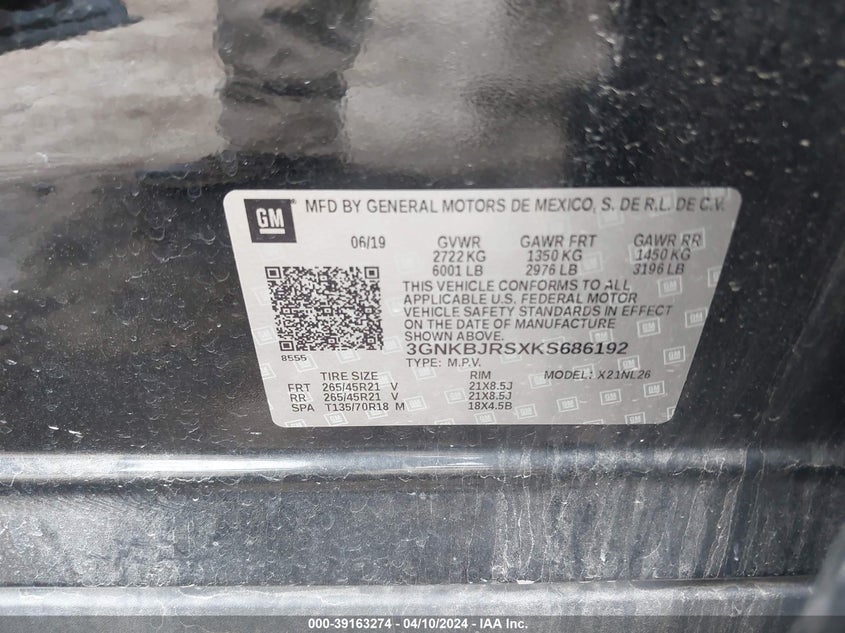 GM
MFD BY GENERAL MOTORS DE MEXICO, S. DE R.L. DE C.V.
06/19 GVWR GAWR FRT GAWR RR
2722 KG 1350 KG 1450 KG
6001 LB 2976 LB 3196 LB
THIS VEHICLE CONFORMS TO ALL
APPLICABLE U.S. FEDERAL MOTOR
VEHICLE SAFETY STANDARDS IN EFFECT
ON THE DATE OF MANUFACTURE
SHOWN ABOVE.
8555
3GNKBJRSXKS686192
TYPE: M.P.V. MODEL: X21NL26
TIRE SIZE RIM
FRT 265/45R21 V 21X8.5J
RR 265/45R21 V 21X8.5J
SPA T135/70R18 M 18X4.5B
000-39163274 - 04/10/2024 - IAA Inc.